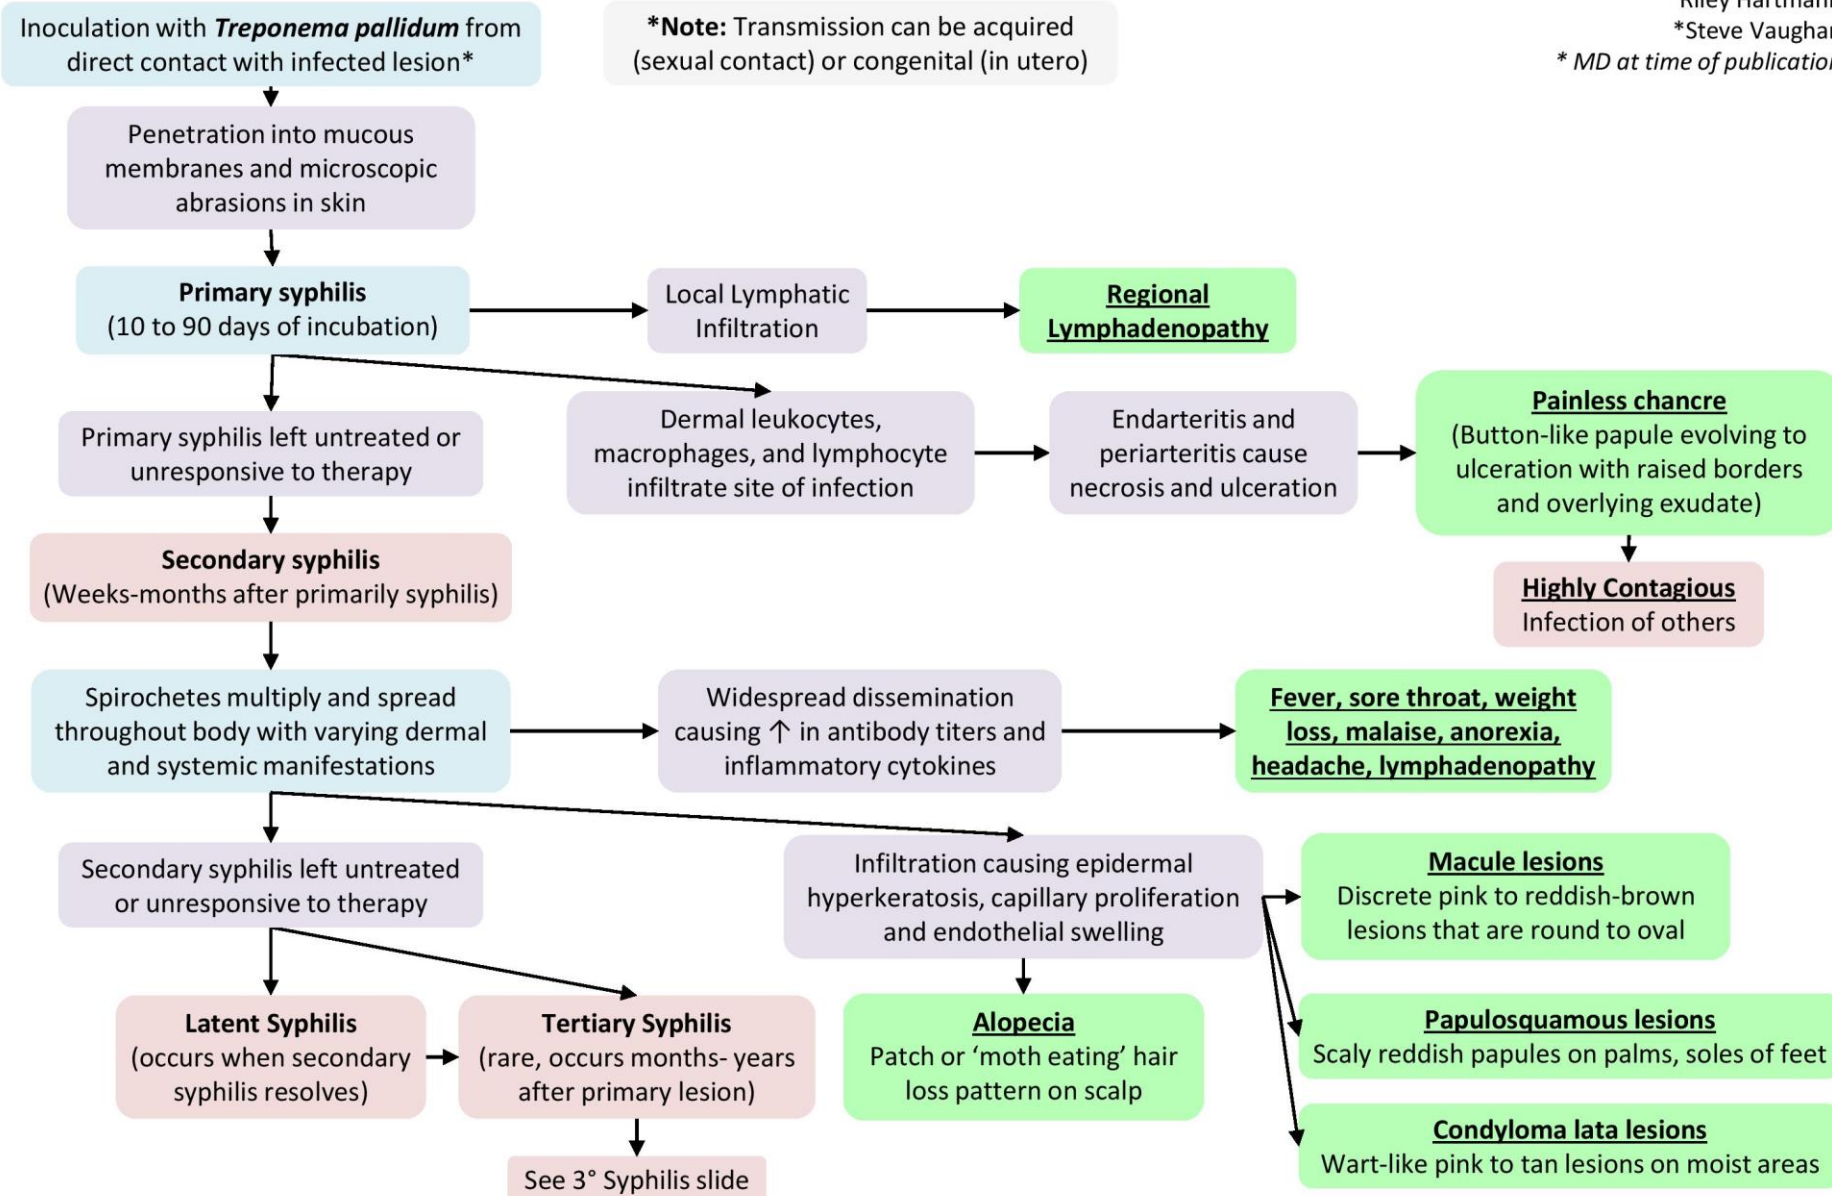 Inoculation with Treponema pallidum from
direct contact with infected lesion*
*Note: Transmission can be acquired
(sexual contact) or congenital (in utero)
Riley Hartmann
*Steve Vaughan
* MD at time of publication
Penetration into mucous
membranes and microscopic
abrasions in skin
Primary syphilis
(10 to 90 days of incubation)
Local Lymphatic
Infiltration
Regional
Lymphadenopathy
Primary syphilis left untreated or
unresponsive to therapy
Dermal leukocytes,
macrophages, and lymphocyte
infiltrate site of infection
Endarteritis and
periarteritis cause
necrosis and ulceration
Painless chancre
(Button-like papule evolving to
ulceration with raised borders
and overlying exudate)
Secondary syphilis
(Weeks-months after primarily syphilis)
Highly Contagious
Infection of others
Spirochetes multiply and spread
throughout body with varying dermal
and systemic manifestations
Widespread dissemination
causing ↑ in antibody titers and
inflammatory cytokines
Fever, sore throat, weight
loss, malaise, anorexia,
headache, lymphadenopathy
Secondary syphilis left untreated
or unresponsive to therapy
Infiltration causing epidermal
hyperkeratosis, capillary proliferation
and endothelial swelling
Macule lesions
Discrete pink to reddish-brown
lesions that are round to oval
Latent Syphilis
(occurs when secondary
syphilis resolves)
Tertiary Syphilis
(rare, occurs months- years
after primary lesion)
Alopecia
Patch or ‘moth eating’ hair
loss pattern on scalp
Papulosquamous lesions
Scaly reddish papules on palms, soles of feet
Condyloma lata lesions
Wart-like pink to tan lesions on moist areas
See 3° Syphilis slide